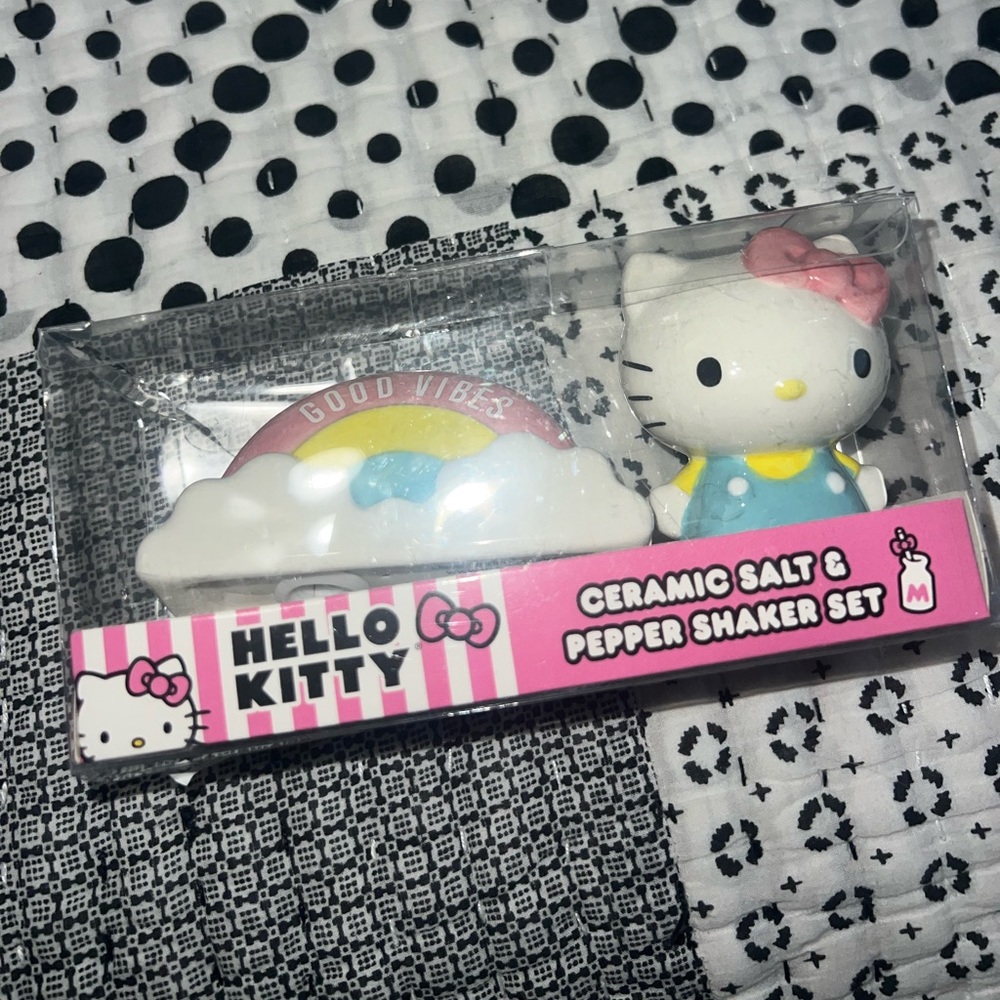 GOOD VIBES
HELLO
KITTY
CERAMIC SALT &
PEPPER SHAKER SET
M